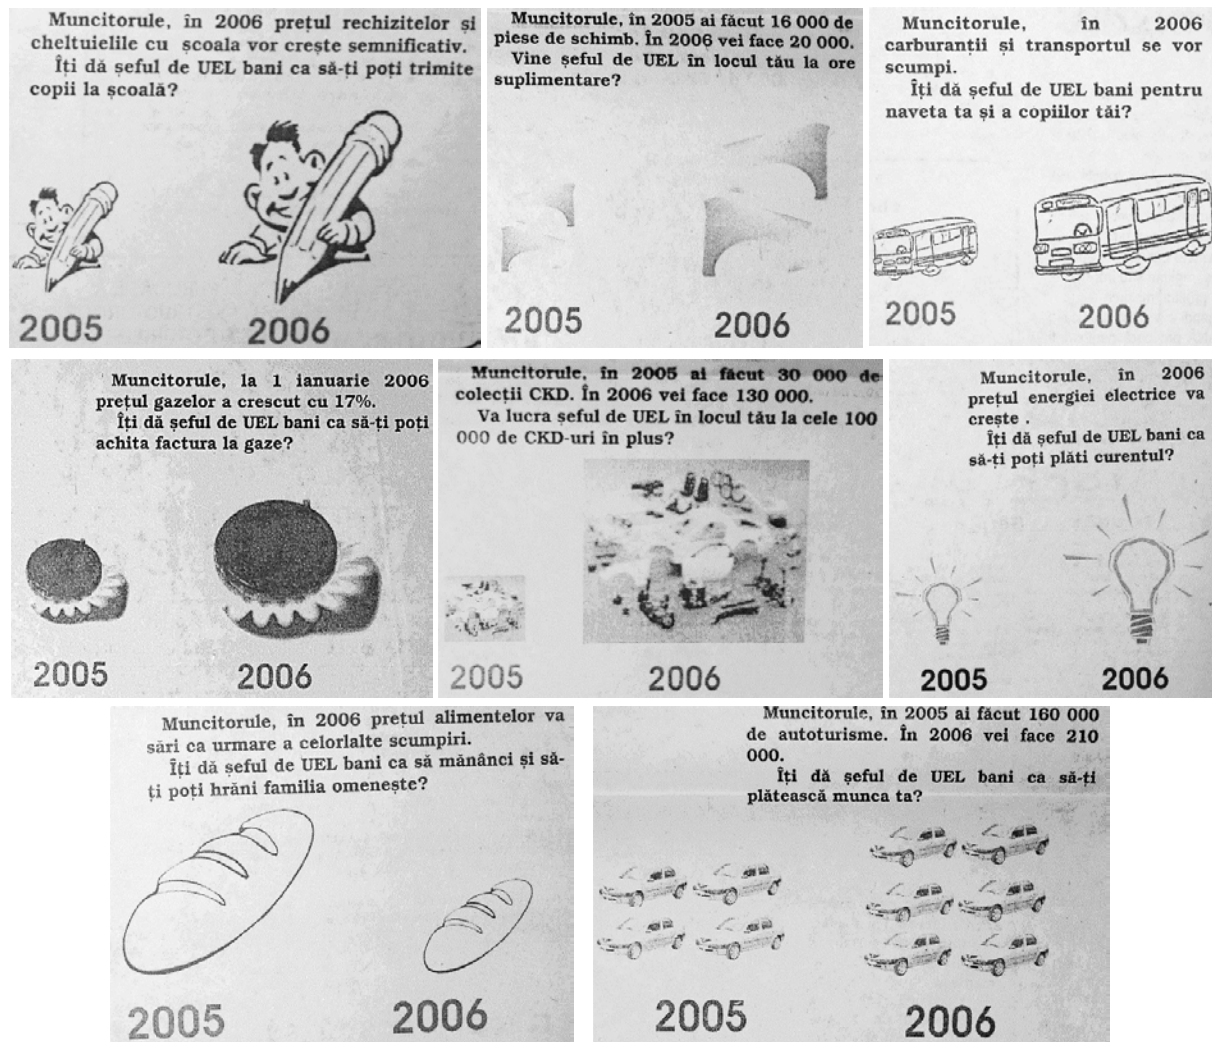 Muncitorule, în 2006 prețul rechizitelor și
cheltuielile cu școala vor crește semnificativ.
Îți dă șeful de UEL bani ca să-ți poți trimite
copii la școală?
2005
2006
Muncitorule, în 2005 ai făcut 16 000 de
piese de schimb. În 2006 vei face 20 000.
Vine șeful de UEL în locul tău la ore
suplimentare?
2005
2006
Muncitorule, în 2006
carburanții și transportul se vor
scumpi.
Îți dă șeful de UEL bani pentru
naveta ta și a copiilor tăi?
2005
2006
Muncitorule, la 1 ianuarie 2006
prețul gazelor a crescut cu 17%.
Îți dă șeful de UEL bani ca să-ți poți
achita factura la gaze?
2005
2006
Muncitorule, în 2005 ai făcut 30 000 de
colecții CKD. În 2006 vei face 130 000.
Va lucra șeful de UEL în locul tău la cele 100
000 de CKD-uri în plus?
2005
2006
Muncitorule, în 2006
prețul energiei electrice va
crește .
Îți dă șeful de UEL bani ca
să-ți poți plăti curentul?
2005
2006
Muncitorule, în 2006 prețul alimentelor va
sări ca urmare a celorlalte scumpiri.
Îți dă șeful de UEL bani ca să mănânci și să-
ți poți hrăni familia omenește?
2005
2006
Muncitorule, în 2005 ai făcut 160 000
de autoturisme. În 2006 vei face 210
000.
Îți dă șeful de UEL bani ca să-ți
plătească munca ta?
2005
2006